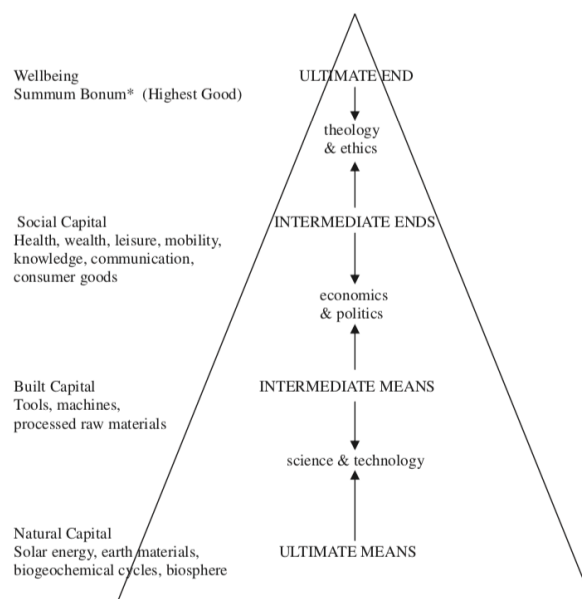 Wellbeing
Summum Bonum* (Highest Good)
ULTIMATE END
theology
& ethics
Social Capital
Health, wealth, leisure, mobility,
knowledge, communication,
consumer goods
INTERMEDIATE ENDS
economics
& politics
Built Capital
Tools, machines,
processed raw materials
INTERMEDIATE MEANS
science & technology
Natural Capital
Solar energy, earth materials,
biogeochemical cycles, biosphere
ULTIMATE MEANS